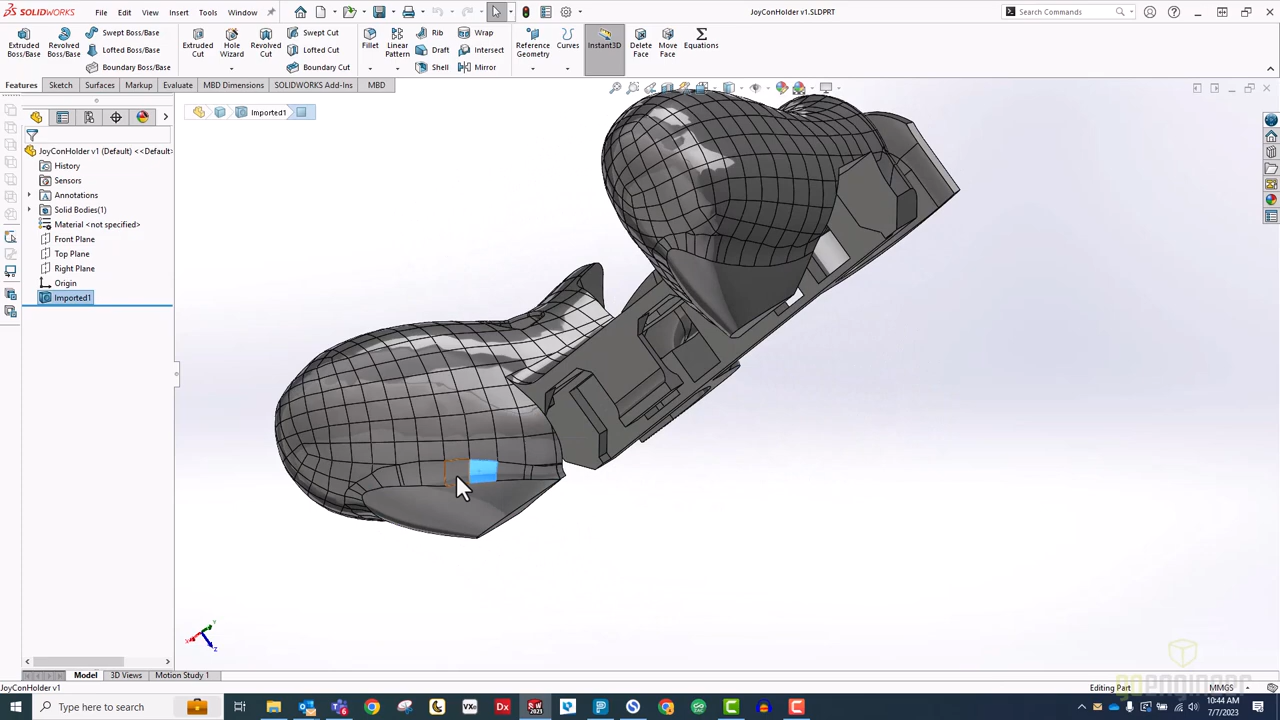 SOLIDWORKS File Edit View Insert Tools Window
JoyConHolder v1.SLDPRT
Search Commands
Extruded Boss/Base
Revolved Boss/Base
Swept Boss/Base
Lofted Boss/Base
Boundary Boss/Base
Extruded Cut
Hole Wizard
Revolved Cut
Swept Cut
Lofted Cut
Boundary Cut
Fillet
Linear Pattern
Rib
Draft
Shell
Wrap
Intersect
Mirror
Reference Geometry
Curves
Instant3D
Delete Face
Move Face
Equations
Features Sketch Surfaces Markup Evaluate MBD Dimensions SOLIDWORKS Add-Ins MBD
Imported1
JoyConHolder v1 (Default) <<Default>
History
Sensors
Annotations
Solid Bodies(1)
Material <not specified>
Front Plane
Top Plane
Right Plane
Origin
Imported1
Y
X
Z
Model 3D Views Motion Study 1
JoyConHolder v1
Editing Part
MMGS
Type here to search
10:44 AM
7/7/2023